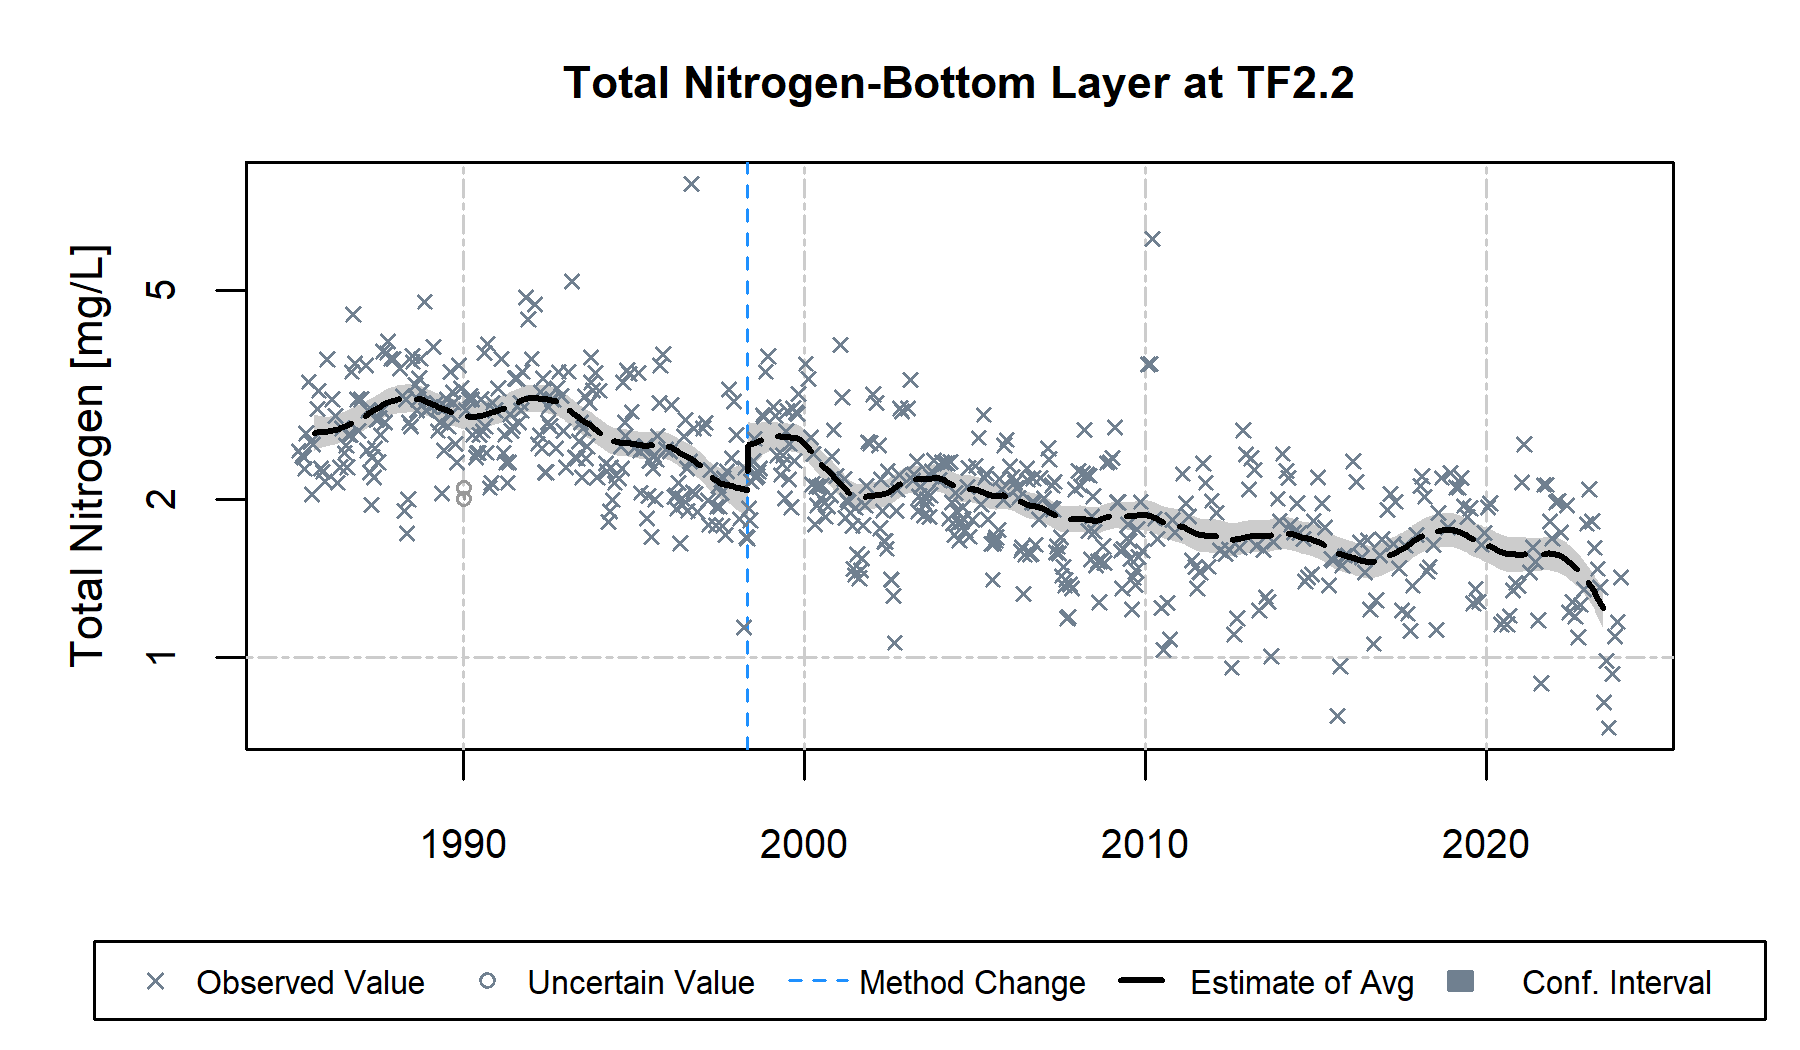 Total Nitrogen-Bottom Layer at TF2.2
Total Nitrogen [mg/L]
5
2
1
1990 2000 2010 2020
Observed Value Uncertain Value Method Change Estimate of Avg Conf. Interval